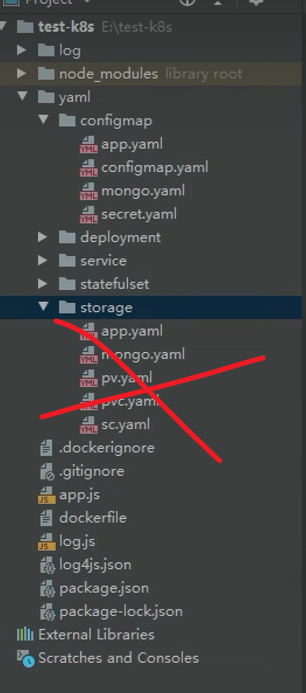 Project
test-k8s E:\test-k8s
log
node_modules library root
yaml
configmap
app.yaml
configmap.yaml
mongo.yaml
secret.yaml
deployment
service
statefulset
storage
app.yaml
mongo.yaml
pv.yaml
pvc.yaml
sc.yaml
.dockerignore
.gitignore
app.js
dockerfile
log.js
log4js.json
package.json
package-lock.json
External Libraries
Scratches and Consoles